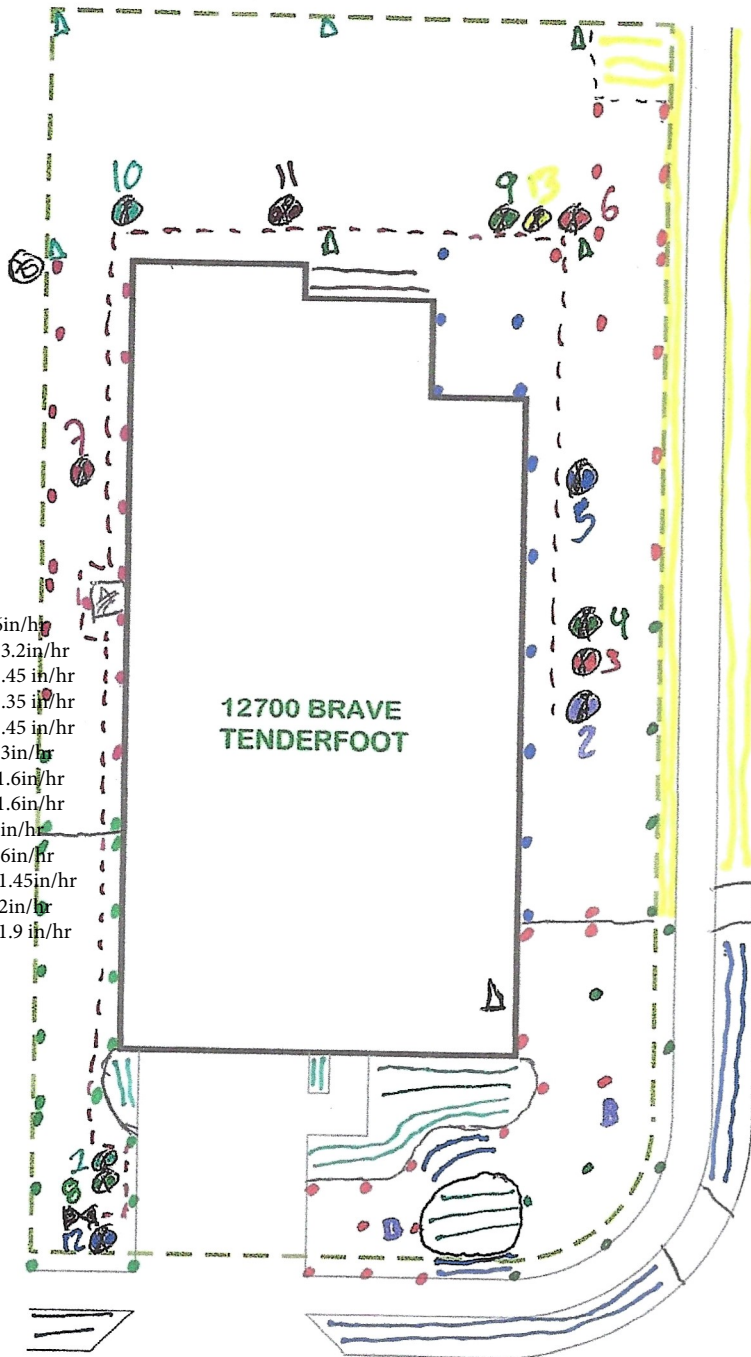 10
11
9
13
6
7
5
4
3
2
in/hr
3.2in/hr
.45 in/hr
.35 in/hr
.45 in/hr
3in/hr
1.6in/hr
1.6in/hr
in/hr
6in/hr
1.45in/hr
2in/hr
1.9 in/hr
12700 BRAVE
TENDERFOOT
1
8
12